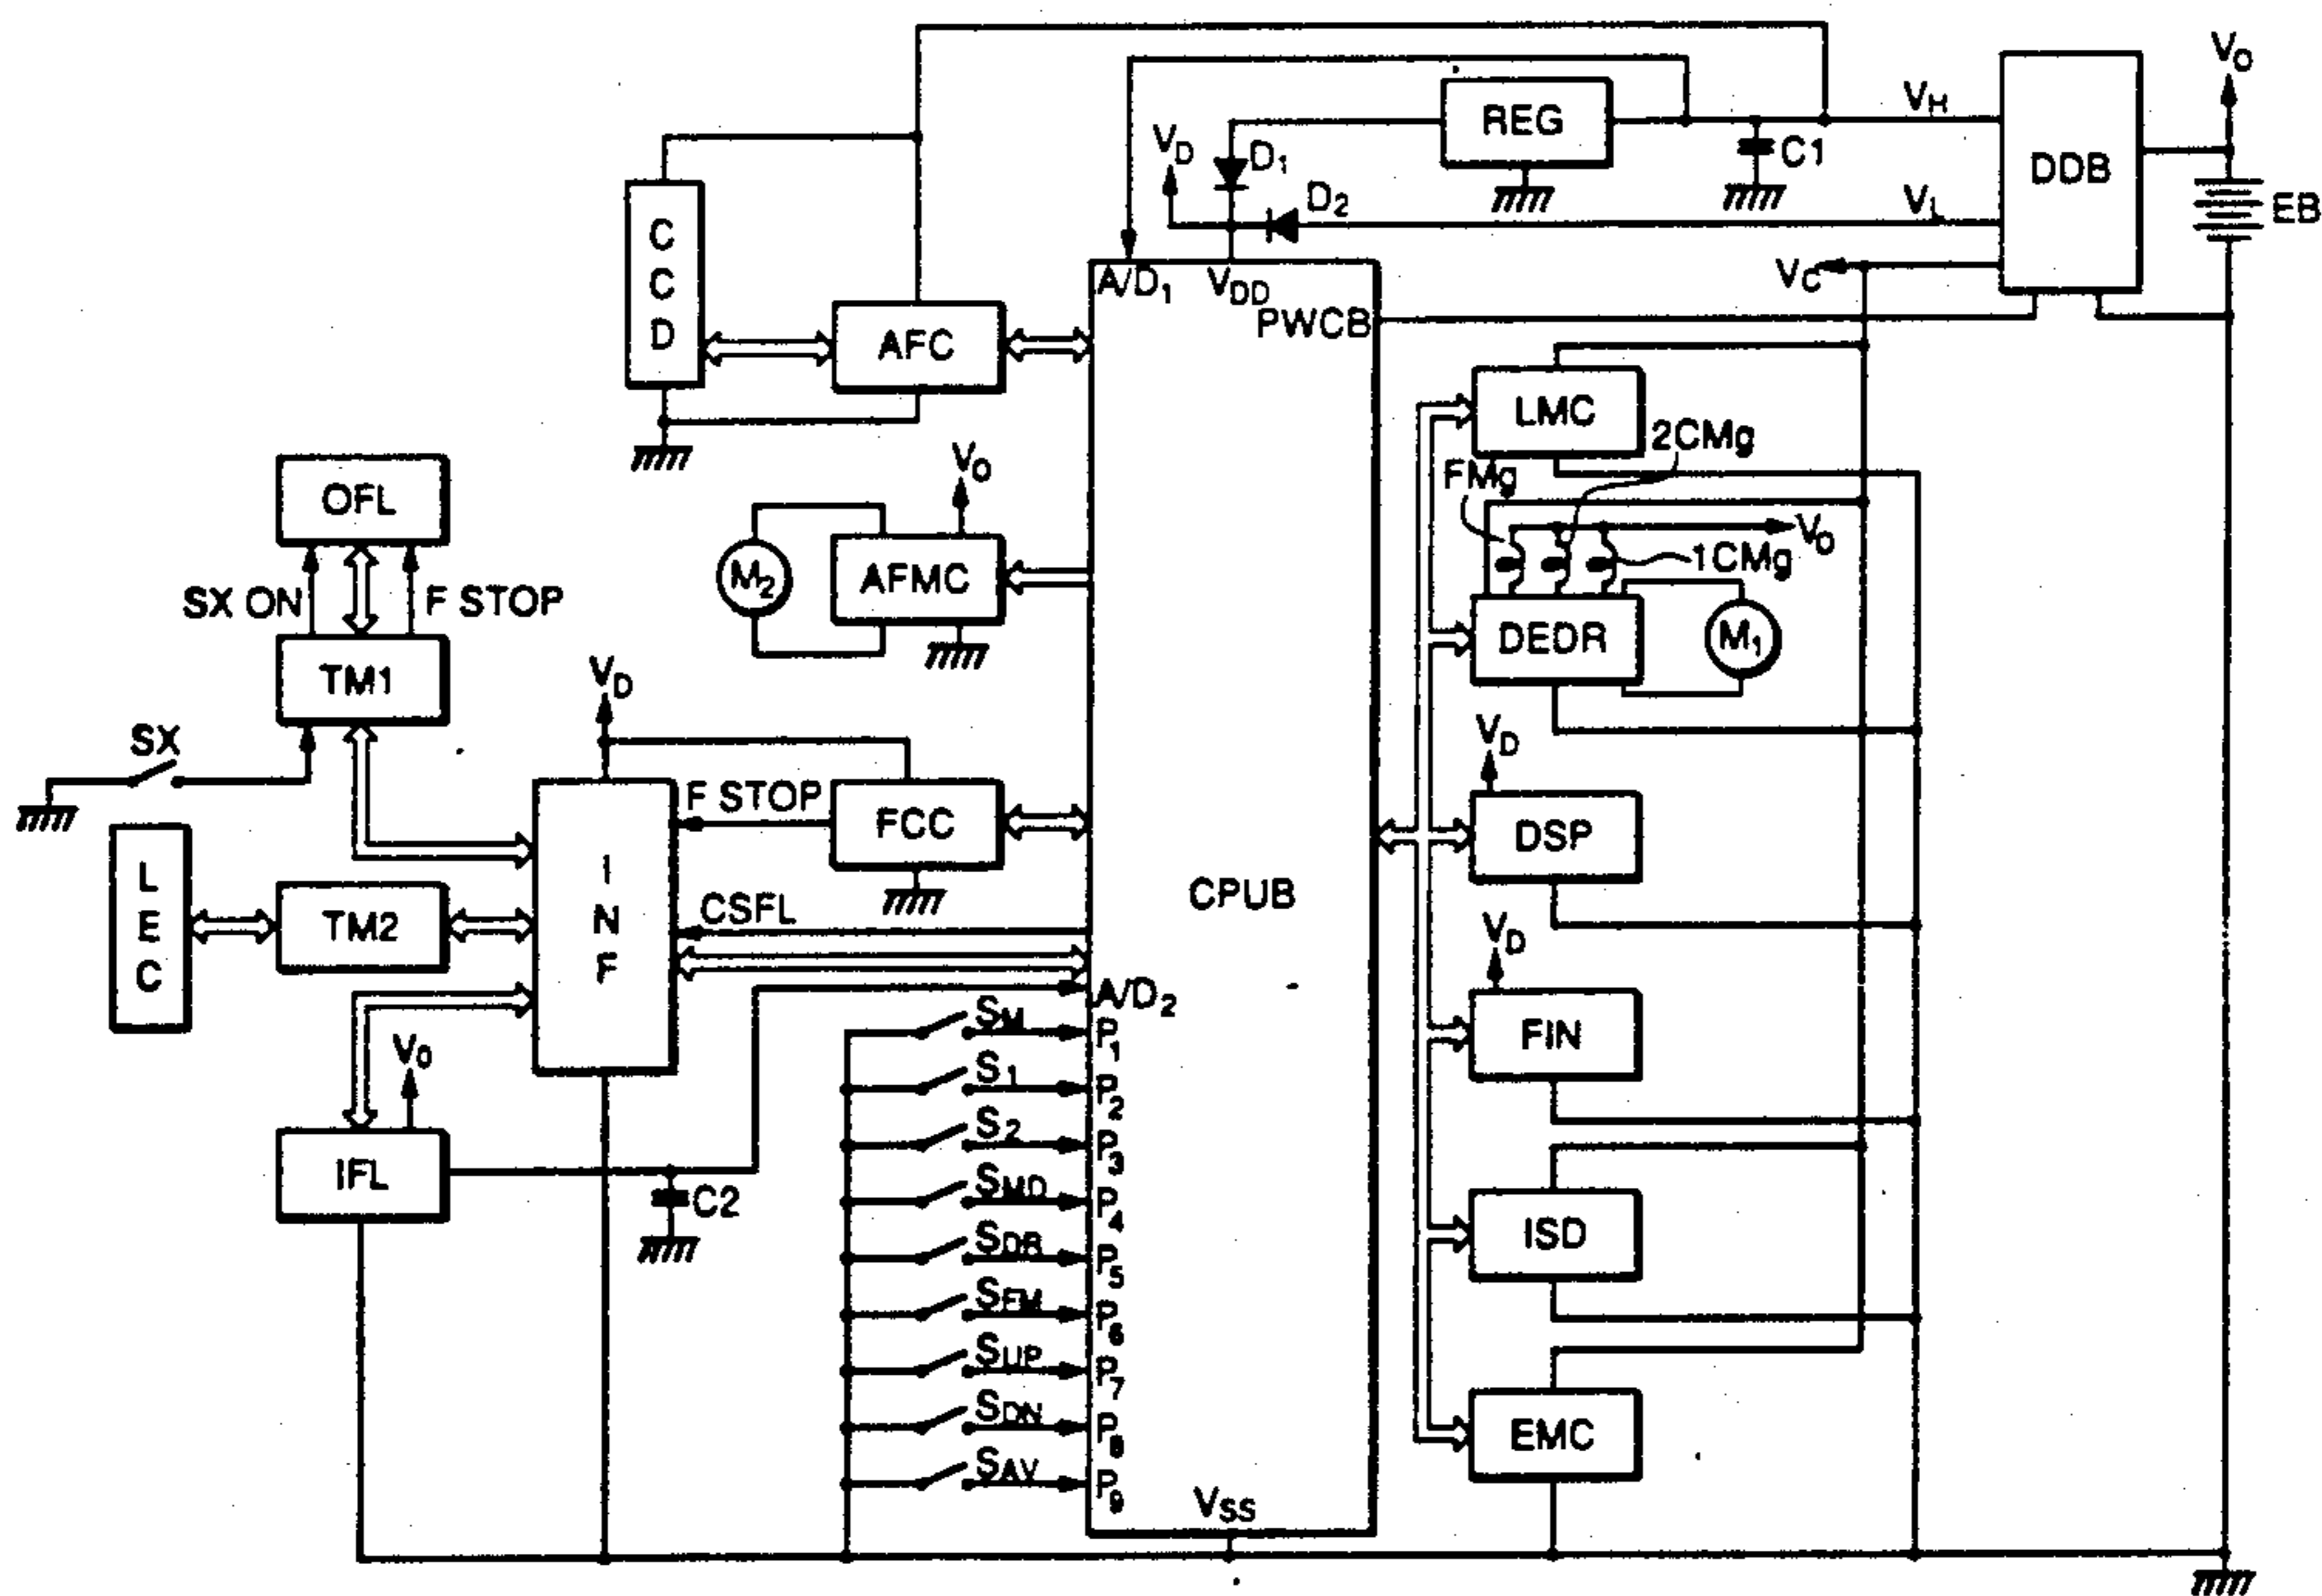 V0
REG
VH
C1
DDB
VD
D1
D2
VL
EB
C
C
D
AFC
A/D1
VDD
PWCB
VC
LMC
2CMg
FMg
V0
1CMg
OFL
V0
M2
AFMC
SX ON
F STOP
TM1
DEDR
M1
SX
VD
VD
F STOP
FCC
DSP
L
E
C
TM2
I
N
F
CSFL
CPUB
VD
A/D2
FIN
SM
P1
S1
P2
V0
S2
P3
IFL
C2
SMD
P4
ISD
SDR
P5
SFM
P6
SUP
P7
SDN
P8
EMC
SAV
P9
VSS